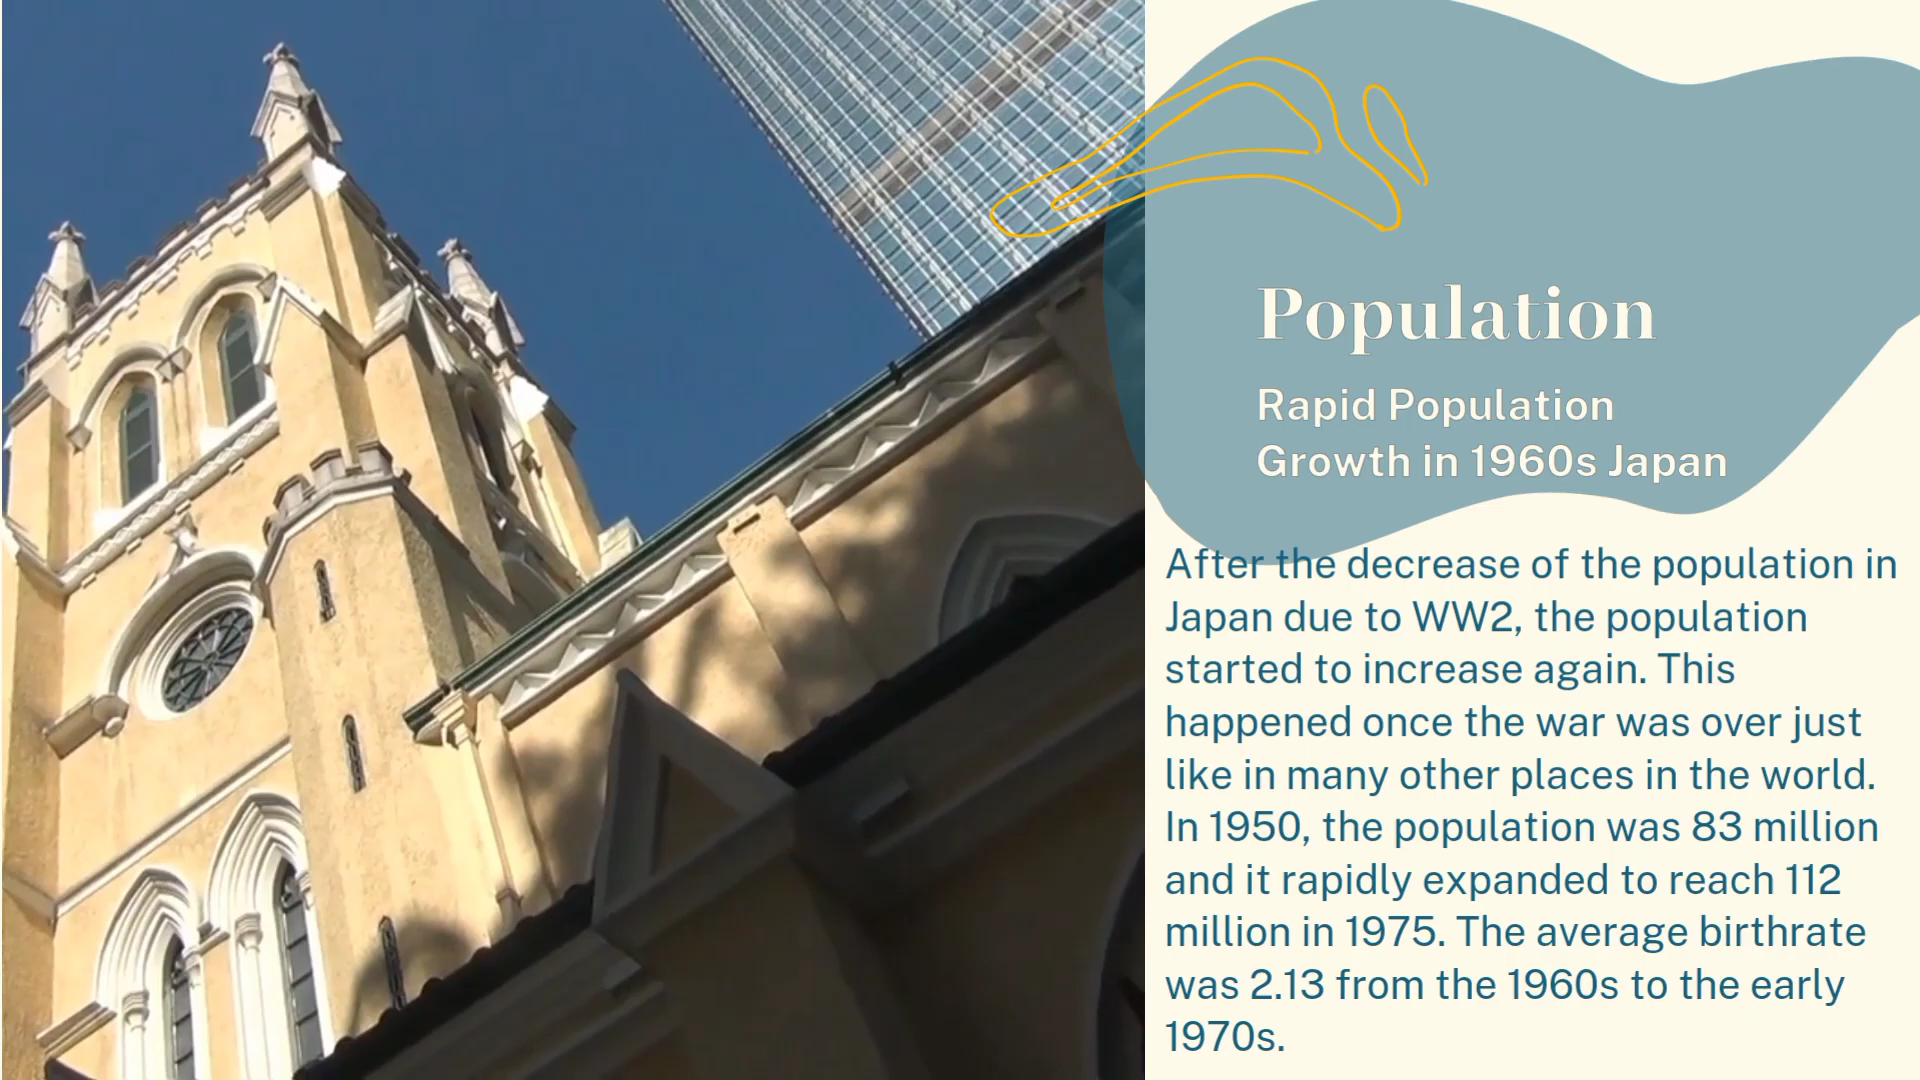 Population
Rapid Population
Growth in 1960s Japan
After the decrease of the population in
Japan due to WW2, the population
started to increase again. This
happened once the war was over just
like in many other places in the world.
In 1950, the population was 83 million
and it rapidly expanded to reach 112
million in 1975. The average birthrate
was 2.13 from the 1960s to the early
1970s.